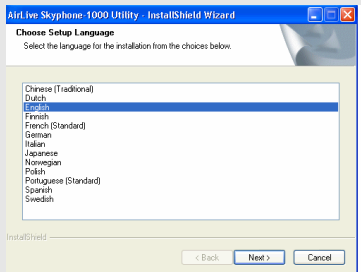 AirLive Skyphone-1000 Utility - InstallShield Wizard
Choose Setup Language
Select the language for the installation from the choices below.
Chinese (Traditional)
Dutch
English
Finnish
French (Standard)
German
Italian
Japanese
Norwegian
Polish
Portuguese (Standard)
Spanish
Swedish
InstallShield
< Back
Next >
Cancel